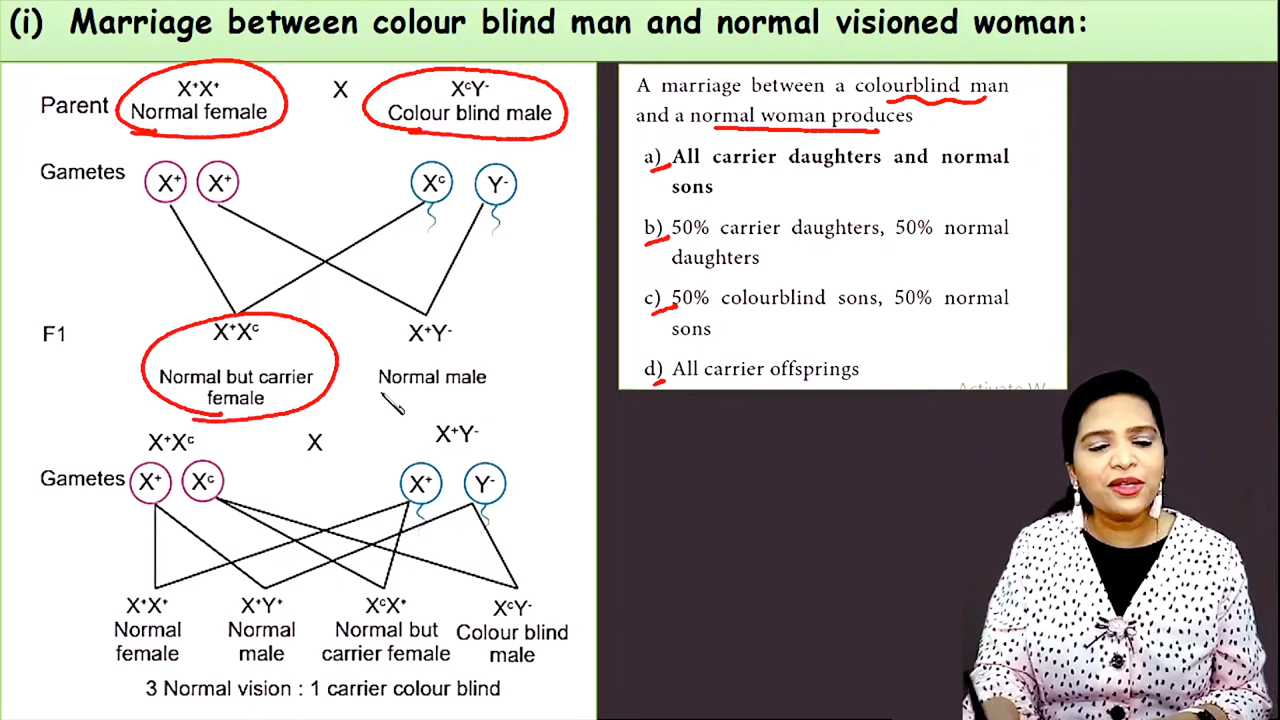 (i) Marriage between colour blind man and normal visioned woman:
Parent X⁺X⁺ X XᶜY⁻
Normal female Colour blind male
Gametes X⁺ X⁺ Xᶜ Y⁻
F1 X⁺Xᶜ X⁺Y⁻
Normal but carrier Normal male
female
X⁺Xᶜ X X⁺Y⁻
Gametes X⁺ Xᶜ X⁺ Y⁻
X⁺X⁺ X⁺Y⁺ XᶜX⁺ XᶜY⁻
Normal Normal Normal but Colour blind
female male carrier female male
3 Normal vision : 1 carrier colour blind
A marriage between a colourblind man
and a normal woman produces
a) All carrier daughters and normal
sons
b) 50% carrier daughters, 50% normal
daughters
c) 50% colourblind sons, 50% normal
sons
d) All carrier offsprings